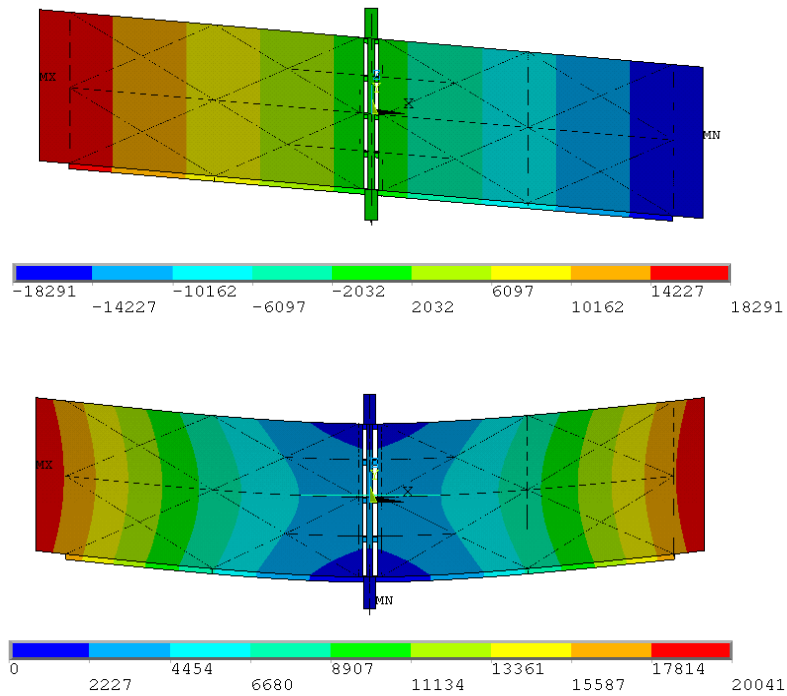 MX
X
MN
-18291 -10162 -2032 6097 14227
-14227 -6097 2032 10162 18291
MX
X
MN
0 4454 8907 13361 17814
2227 6680 11134 15587 20041